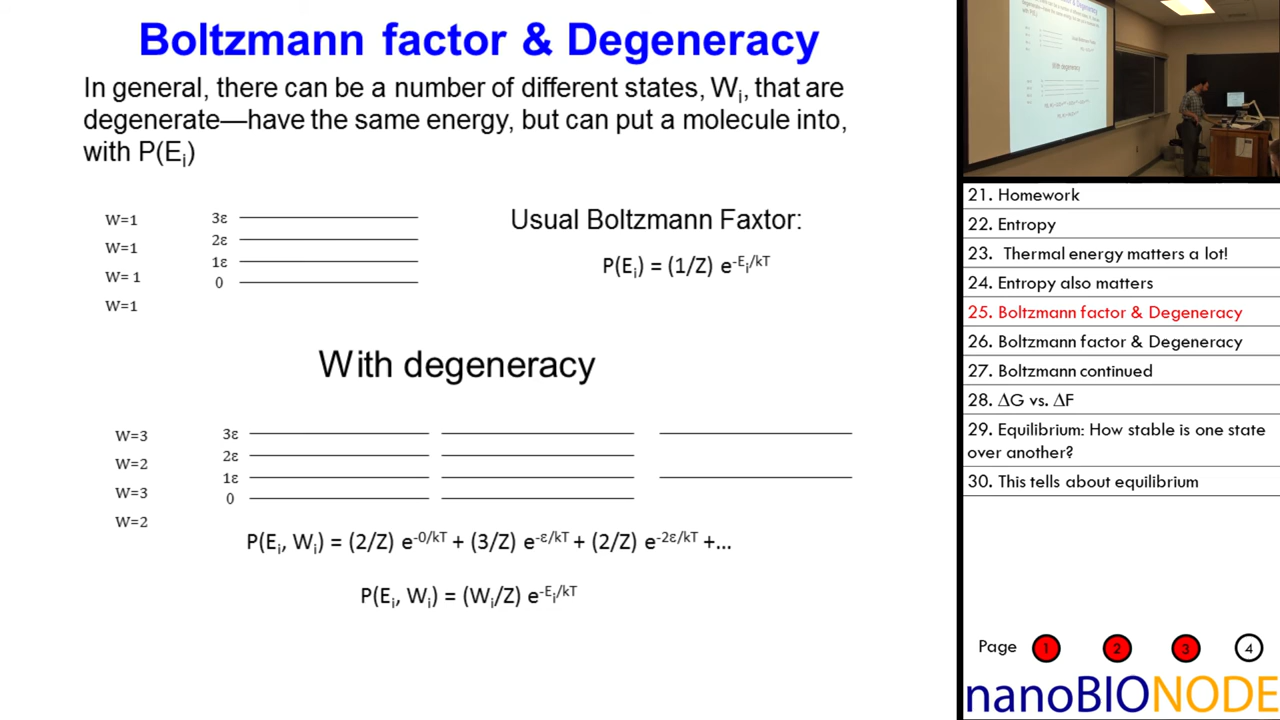 Boltzmann factor & Degeneracy
In general, there can be a number of different states, Wi, that are
degenerate—have the same energy, but can put a molecule into,
with P(Ei)
W=1
W=1
W= 1
W=1
3ε
2ε
1ε
0
Usual Boltzmann Faxtor:
P(Ei) = (1/Z) e-Ei/kT
With degeneracy
W=3
W=2
W=3
W=2
3ε
2ε
1ε
0
P(Ei, Wi) = (2/Z) e-0/kT + (3/Z) e-ε/kT + (2/Z) e-2ε/kT +...
P(Ei, Wi) = (Wi/Z) e-Ei/kT
With degeneracy
21. Homework
22. Entropy
23. Thermal energy matters a lot!
24. Entropy also matters
25. Boltzmann factor & Degeneracy
26. Boltzmann factor & Degeneracy
27. Boltzmann continued
28. ΔG vs. ΔF
29. Equilibrium: How stable is one state
over another?
30. This tells about equilibrium
Page 1 2 3 4
nanoBIONODE